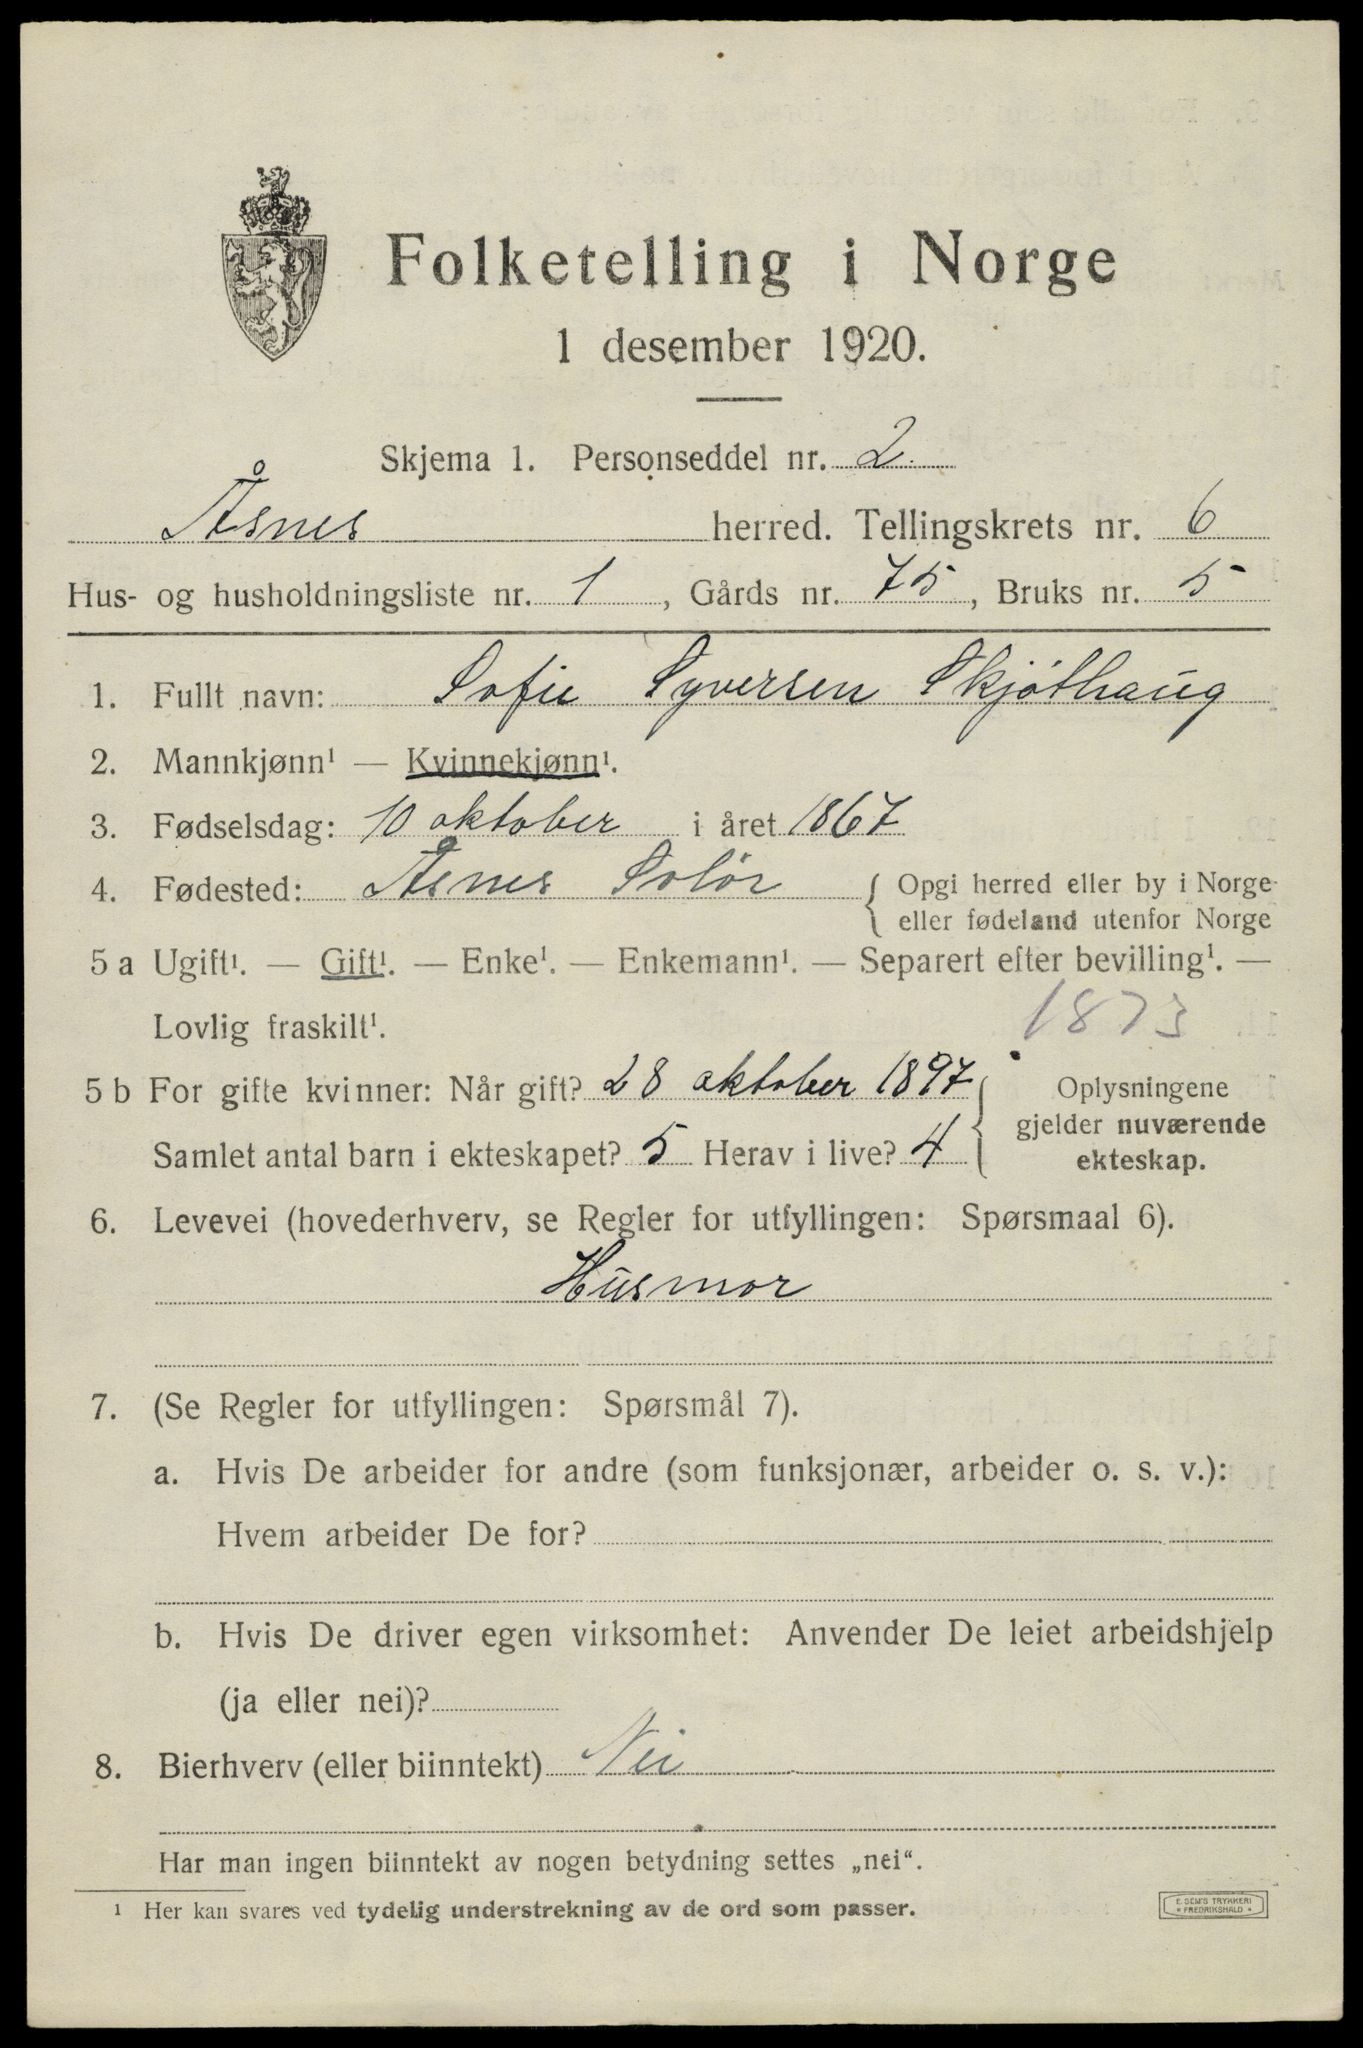 Folketelling i Norge
1 desember 1920.
Skjema 1. Personseddel nr. 2.
Åsnes herred. Tellingskrets nr. 6
Hus- og husholdningsliste nr. 1, Gårds nr. 75, Bruks nr. 5
1. Fullt navn: Sofie Syversen Skjöthaug
2. Mannkjønn¹ — Kvinnekjønn¹.
3. Fødselsdag: 10 oktober i året 1867
4. Fødested: Åsnes Solör { Opgi herred eller by i Norge
eller fødeland utenfor Norge
5 a Ugift¹. — Gift¹. — Enke¹. — Enkemann¹. — Separert efter bevilling¹. —
Lovlig fraskilt¹. 1873
5 b For gifte kvinner: Når gift? 28 oktober 1897 { Oplysningene
gjelder nuværende
Samlet antal barn i ekteskapet? 5 Herav i live? 4 ekteskap.
6. Levevei (hovederhverv, se Regler for utfyllingen: Spørsmaal 6).
Husmor
7. (Se Regler for utfyllingen: Spørsmål 7).
a. Hvis De arbeider for andre (som funksjonær, arbeider o. s. v.):
Hvem arbeider De for?
b. Hvis De driver egen virksomhet: Anvender De leiet arbeidshjelp
(ja eller nei)?
8. Bierhverv (eller biinntekt) Nei
Har man ingen biinntekt av nogen betydning settes „nei“.
¹ Her kan svares ved tydelig understrekning av de ord som passer.
E. SEM'S TRYKKERI
* FREDRIKSHALD *